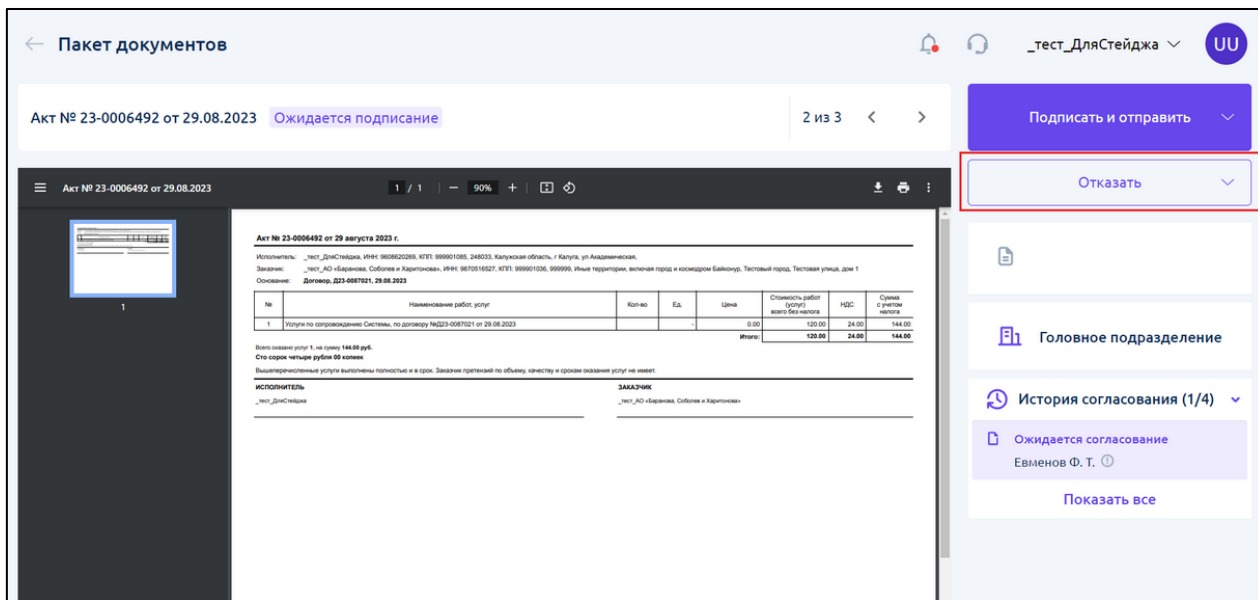 Пакет документов
_тест_ДляСтейджа
UU
Акт № 23-0006492 от 29.08.2023 Ожидается подписание
2 из 3
Подписать и отправить
Отказать
Акт № 23-0006492 от 29.08.2023
1 / 1
90%
1
Акт № 23-0006492 от 29 августа 2023 г.
Исполнитель: _тест_ДляСтейджа, ИНН: 9608620269, КПП: 999901085, 248033, Калужская область, г Калуга, ул Академическая,
Заказчик: _тест_АО «Баранова, Соболев и Харитонова», ИНН: 9670516527, КПП: 999901036, 999999, Иные территории, включая город и космодром Байконур, Тестовый город, Тестовая улица, дом 1
Основание: Договор, Д23-0087021, 29.08.2023
№ Наименование работ, услуг Кол-во Ед. Цена Стоимость работ (услуг) всего без налога НДС Сумма с учетом налога
1 Услуги по сопровождению Системы, по договору №Д23-0087021 от 29.08.2023 - 0.00 120.00 24.00 144.00
Итого: 120.00 24.00 144.00
Всего оказано услуг 1, на сумму 144.00 руб.
Сто сорок четыре рубля 00 копеек
Вышеперечисленные услуги выполнены полностью и в срок. Заказчик претензий по объему, качеству и срокам оказания услуг не имеет.
ИСПОЛНИТЕЛЬ
ЗАКАЗЧИК
_тест_ДляСтейджа
_тест_АО «Баранова, Соболев и Харитонова»
Головное подразделение
История согласования (1/4)
Ожидается согласование
Евменов Ф. Т.
Показать все